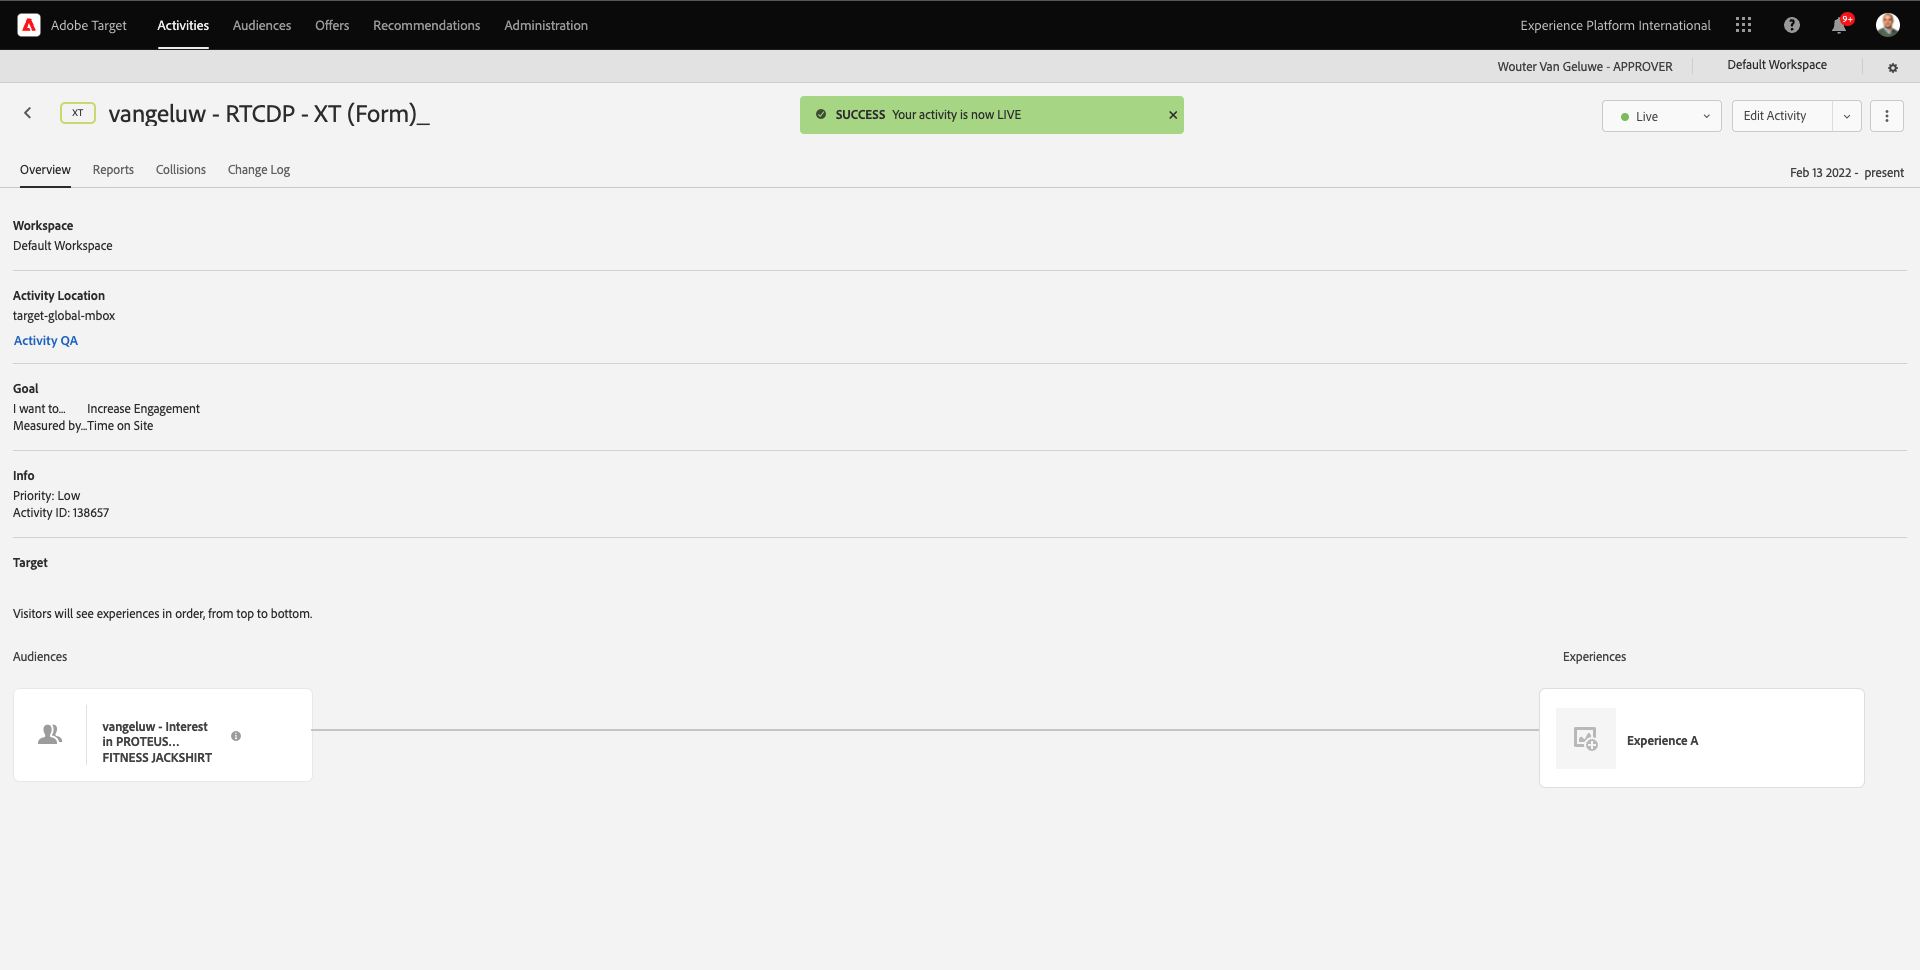 Adobe Target
Activities
Audiences
Offers
Recommendations
Administration
Experience Platform International
9+
Wouter Van Geluwe - APPROVER
Default Workspace
XT
vangeluw - RTCDP - XT (Form)_
SUCCESS Your activity is now LIVE
Live
Edit Activity
Overview
Reports
Collisions
Change Log
Feb 13 2022 - present
Workspace
Default Workspace
Activity Location
target-global-mbox
Activity QA
Goal
I want to... Increase Engagement
Measured by...Time on Site
Info
Priority: Low
Activity ID: 138657
Target
Visitors will see experiences in order, from top to bottom.
Audiences
Experiences
vangeluw - Interest
in PROTEUS...
FITNESS JACKSHIRT
Experience A